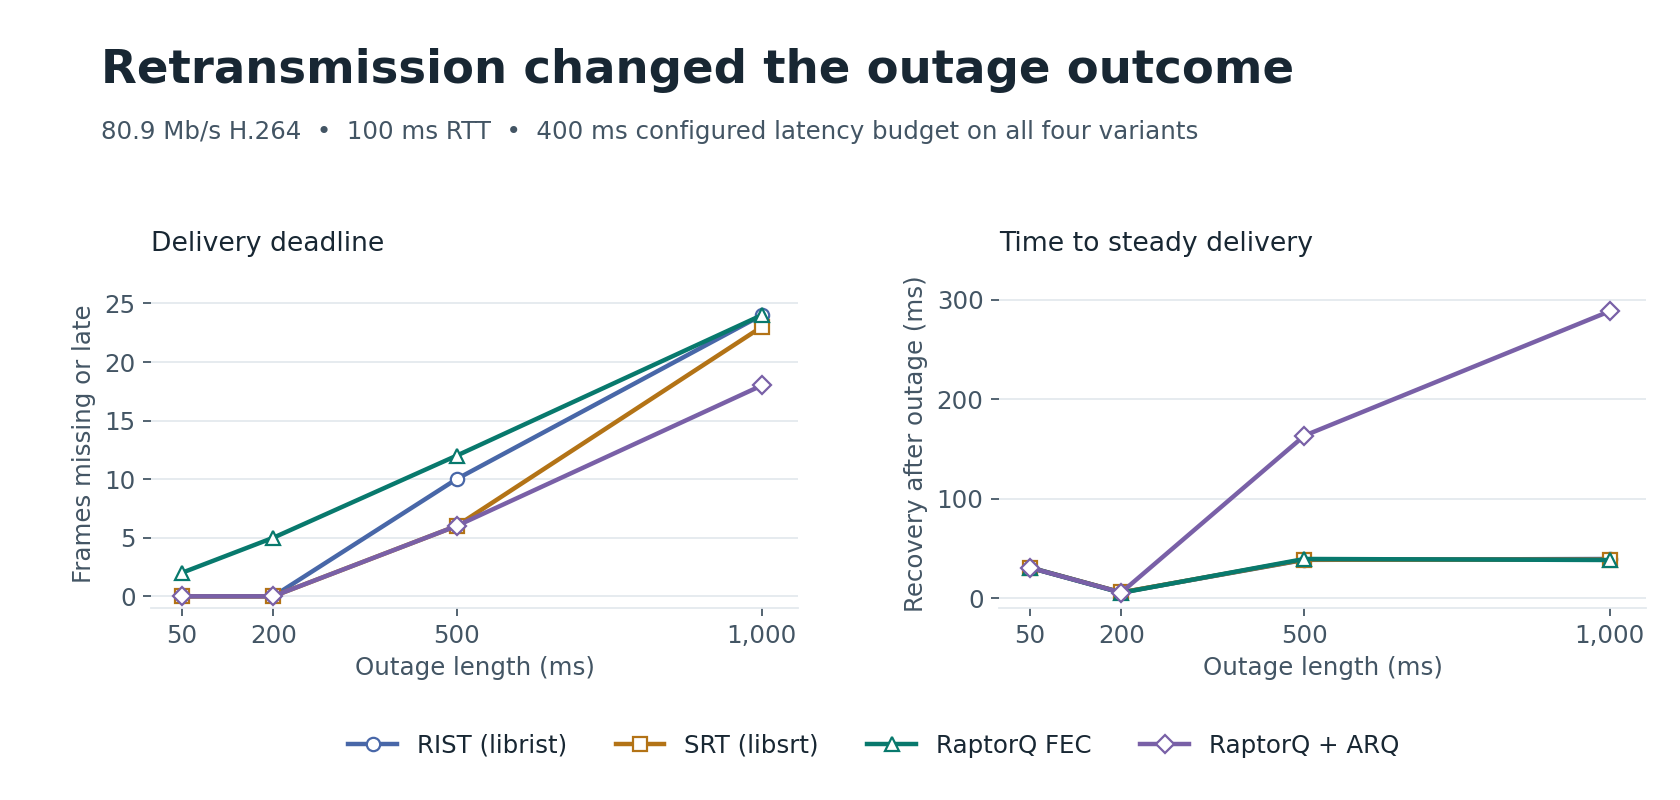 Retransmission changed the outage outcome
80.9 Mb/s H.264 • 100 ms RTT • 400 ms configured latency budget on all four variants
Delivery deadline
Frames missing or late
25
20
15
10
5
0
50 200 500 1,000
Outage length (ms)
Time to steady delivery
Recovery after outage (ms)
300
200
100
0
50 200 500 1,000
Outage length (ms)
RIST (librist) SRT (libsrt) RaptorQ FEC RaptorQ + ARQ